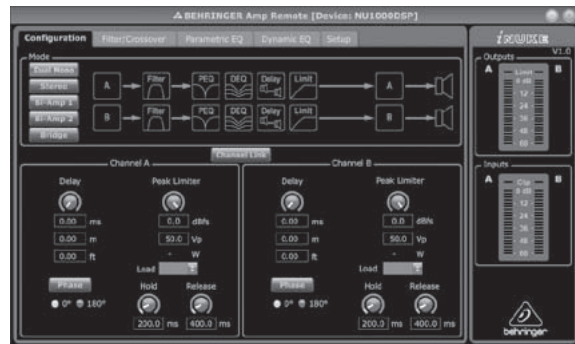 BEHRINGER Amp Remote [Device: NU1000DSP]
Configuration Filter/Crossover Parametric EQ Dynamic EQ Setup
iNUKE
V1.0
Mode
Dual Mono
Stereo
Bi-Amp 1
Bi-Amp 2
Bridge
A Filter PEQ DEQ Delay Limit A
B Filter PEQ DEQ Delay Limit B
Channel Link
Channel A
Delay Peak Limiter
0.00 ms 0.0 dBfs
0.00 m 50.0 Vp
0.00 ft - W
Load
Phase Hold Release
0° 180°
200.0 ms 400.0 ms
Channel B
Delay Peak Limiter
0.00 ms 0.0 dBfs
0.00 m 50.0 Vp
0.00 ft - W
Load
Phase Hold Release
0° 180°
200.0 ms 400.0 ms
Outputs
A Limit B
0 dB
12
24
36
48
60
Inputs
A Clip B
0 dB
12
24
36
48
60
behringer